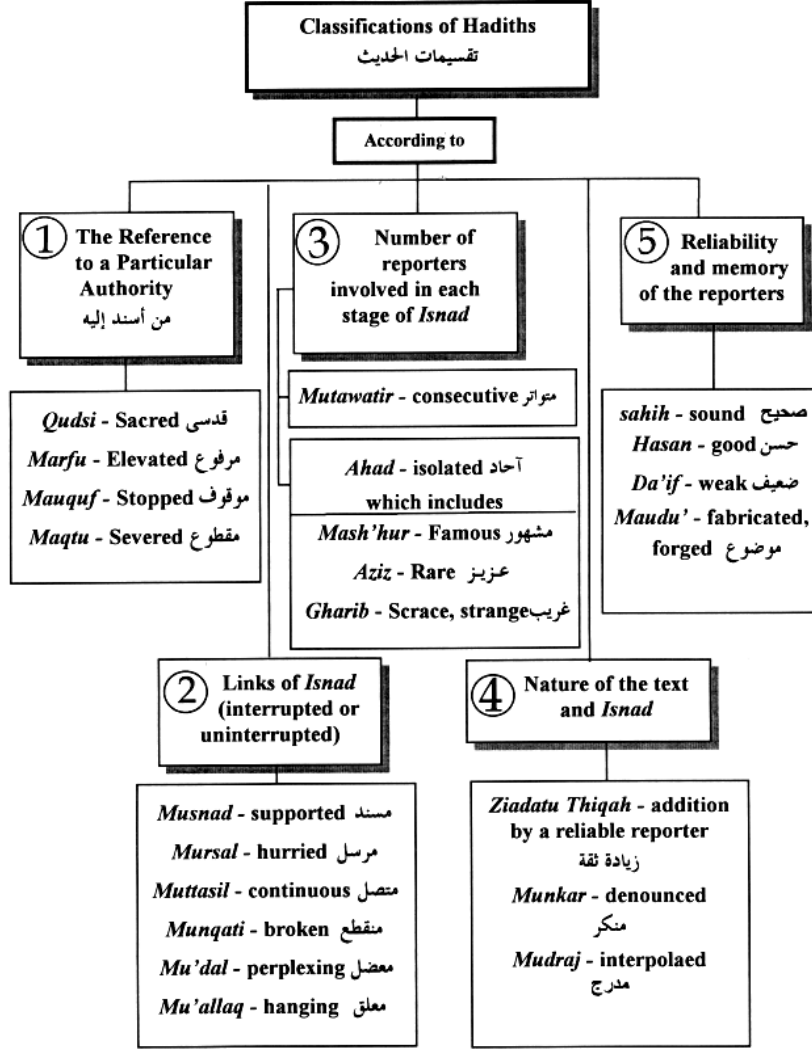 Classifications of Hadiths
تقسيمات الحديث
According to
1 The Reference
to a Particular
Authority
من أسند إليه
Qudsi - Sacred قدسى
Marfu - Elevated مرفوع
Mauquf - Stopped موقوف
Maqtu - Severed مقطوع
2 Links of Isnad
(interrupted or
uninterrupted)
Musnad - supported مسند
Mursal - hurried مرسل
Muttasil - continuous متصل
Munqati - broken منقطع
Mu'dal - perplexing معضل
Mu'allaq - hanging معلق
3 Number of
reporters
involved in each
stage of Isnad
Mutawatir - consecutive متواتر
Ahad - isolated آحاد
which includes
Mash'hur - Famous مشهور
Aziz - Rare عزيز
Gharib - Scrace, strange غريب
4 Nature of the text
and Isnad
Ziadatu Thiqah - addition
by a reliable reporter
زيادة ثقة
Munkar - denounced
منكر
Mudraj - interpolaed
مدرج
5 Reliability
and memory
of the reporters
sahih - sound صحيح
Hasan - good حسن
Da'if - weak ضعيف
Maudu' - fabricated,
forged موضوع